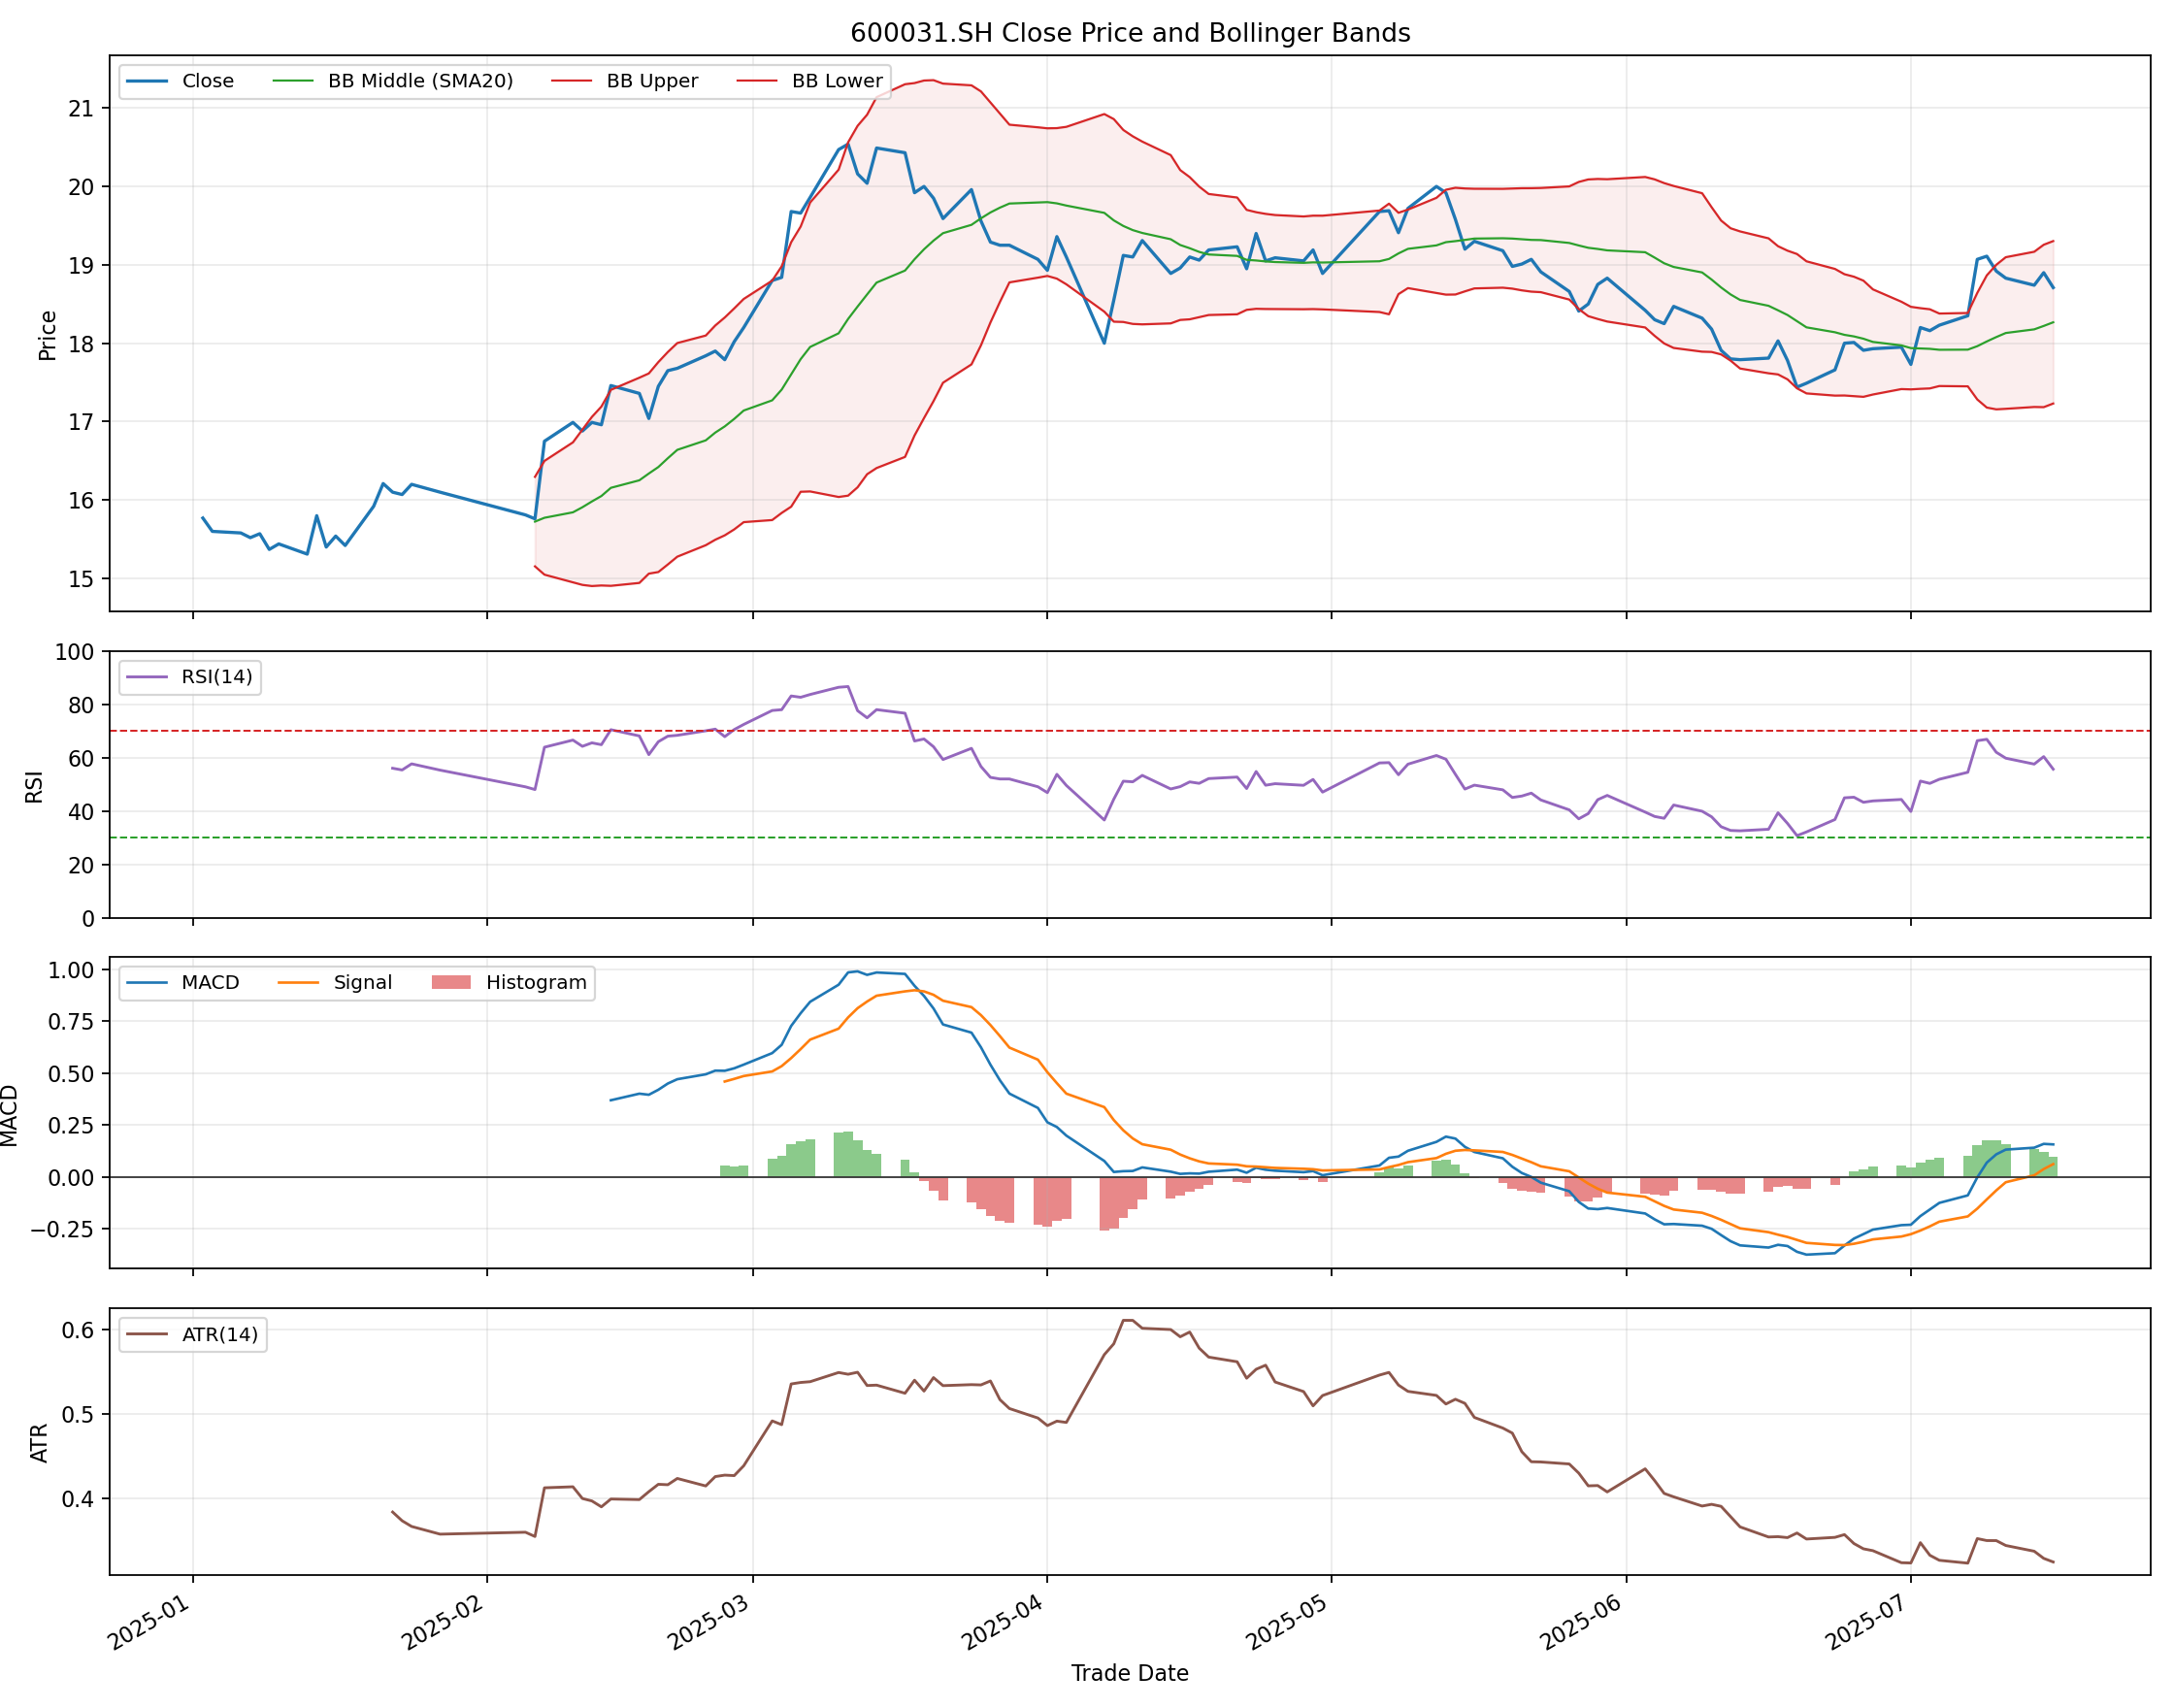 600031.SH Close Price and Bollinger Bands
Close BB Middle (SMA20) BB Upper BB Lower
21
20
19
18
17
16
15
Price
RSI(14)
100
80
60
40
20
0
RSI
MACD Signal Histogram
1.00
0.75
0.50
0.25
0.00
−0.25
MACD
ATR(14)
0.6
0.5
0.4
ATR
2025-01 2025-02 2025-03 2025-04 2025-05 2025-06 2025-07
Trade Date